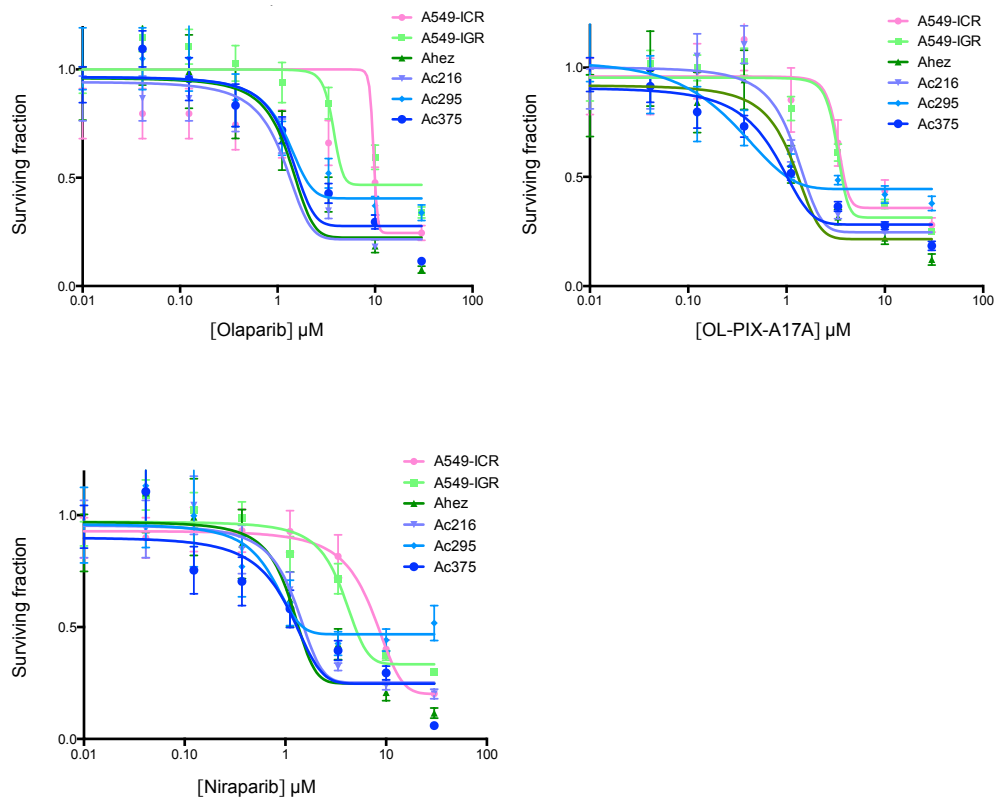 A549-ICR
A549-IGR
Ahez
Ac216
Ac295
Ac375
Surviving fraction
1.0
0.5
0.0
0.01
0.10
1
10
100
[Olaparib] µM
A549-ICR
A549-IGR
Ahez
Ac216
Ac295
Ac375
Surviving fraction
1.0
0.5
0.0
0.01
0.10
1
10
100
[OL-PIX-A17A] µM
A549-ICR
A549-IGR
Ahez
Ac216
Ac295
Ac375
Surviving fraction
1.0
0.5
0.0
0.01
0.10
1
10
100
[Niraparib] µM